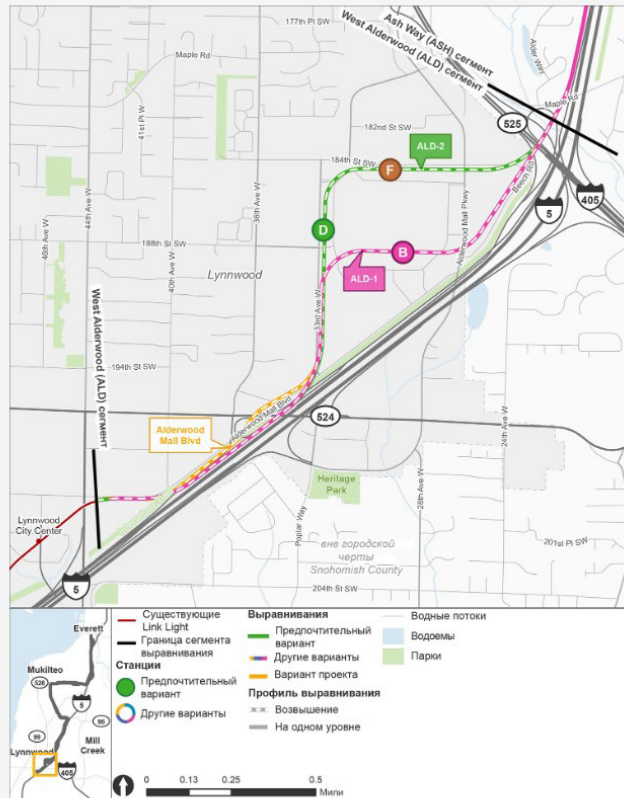 177th Pl SW
Ash Way (ASH) сегмент
West Alderwood (ALD) сегмент
Alder Way
Maple Rd
Maple Rd
41st Pl W
44th Ave W
48th Ave W
40th Ave W
36th Ave W
182nd St SW
184th St SW
525
ALD-2
F
Beech Rd
5
405
Alderwood Mall Pkwy
D
188th St SW
B
Lynnwood
ALD-1
33rd Ave W
West Alderwood (ALD) сегмент
194th St SW
Alderwood Mall Blvd
524
24th Ave W
Alderwood
Mall Blvd
Heritage
Park
28th Ave W
Poplar Way
Lynnwood
City Center
вне городской
черты
Snohomish County
201st Pl SW
204th St SW
5
Everett
Mukilteo
526
5
96
99
Mill
Creek
Lynnwood
405
Существующие
Link Light
Граница сегмента
выравнивания
Станции
Предпочтительный
вариант
Другие варианты
Выравнивания
Предпочтительный
вариант
Другие варианты
Вариант проекта
Профиль выравнивания
Возвышение
На одном уровне
Водные потоки
Водоемы
Парки
0 0.13 0.25 0.5
Мили